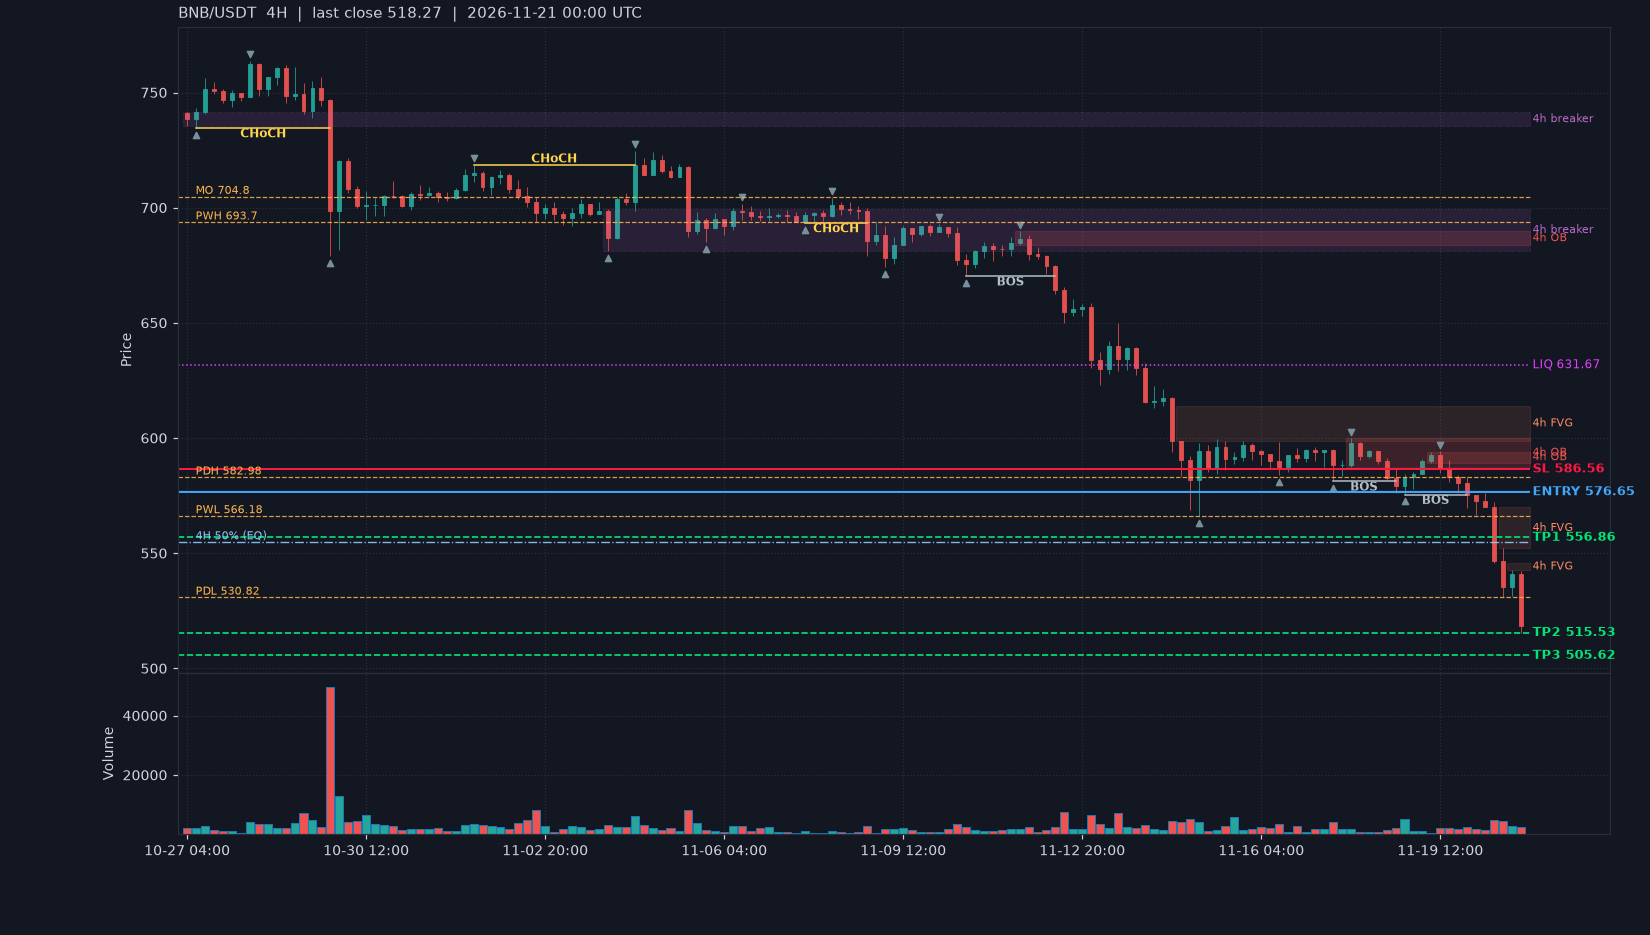 BNB/USDT  4H  |  last close 518.27  |  2026-11-21 00:00 UTC
750
4h breaker
CHoCH
CHoCH
MO 704.8
700
PWH 693.7
CHoCH
4h breaker
4h OB
BOS
650
Price
LIQ 631.67
4h FVG
600
4h OB
4h OB
SL 586.56
PDH 582.98
BOS
ENTRY 576.65
BOS
PWL 566.18
4h FVG
4H 50% (EQ)
TP1 556.86
550
4h FVG
PDL 530.82
TP2 515.53
TP3 505.62
500
40000
Volume
20000
10-27 04:00
10-30 12:00
11-02 20:00
11-06 04:00
11-09 12:00
11-12 20:00
11-16 04:00
11-19 12:00